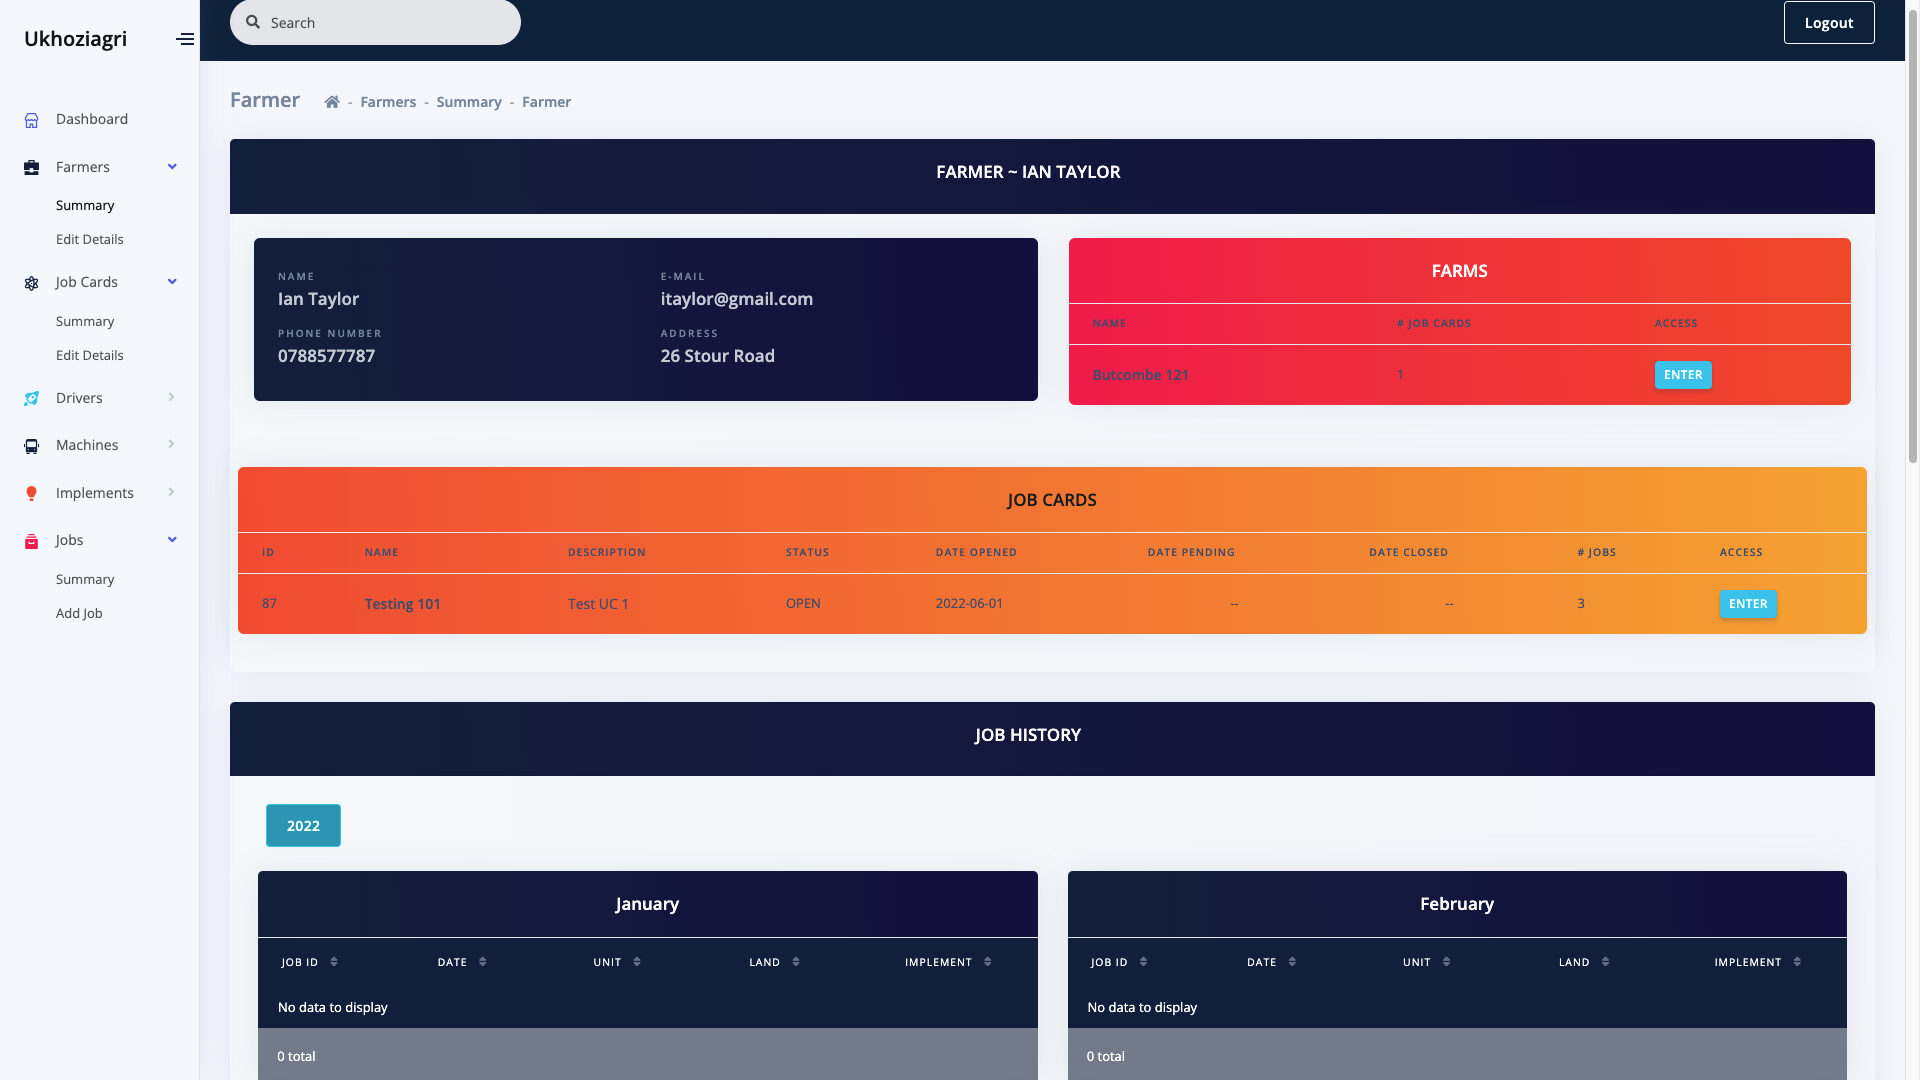 Ukhoziagri
Search
Logout
Dashboard
Farmers
Summary
Edit Details
Job Cards
Summary
Edit Details
Drivers
Machines
Implements
Jobs
Summary
Add Job
Farmer
- Farmers - Summary - Farmer
FARMER ~ IAN TAYLOR
NAME
Ian Taylor
E-MAIL
itaylor@gmail.com
PHONE NUMBER
0788577787
ADDRESS
26 Stour Road
FARMS
NAME # JOB CARDS ACCESS
Butcombe 121 1 ENTER
JOB CARDS
ID NAME DESCRIPTION STATUS DATE OPENED DATE PENDING DATE CLOSED # JOBS ACCESS
87 Testing 101 Test UC 1 OPEN 2022-06-01 -- -- 3 ENTER
JOB HISTORY
2022
January
JOB ID DATE UNIT LAND IMPLEMENT
No data to display
0 total
February
JOB ID DATE UNIT LAND IMPLEMENT
No data to display
0 total